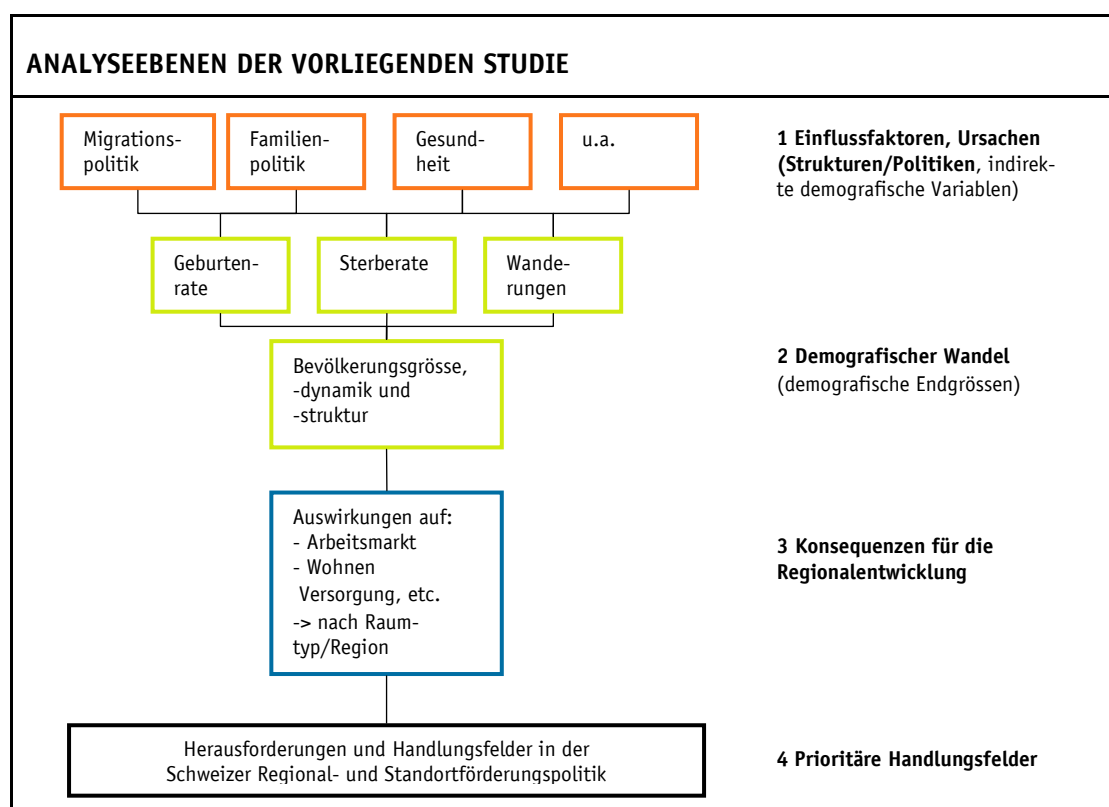 ANALYSEEBENEN DER VORLIEGENDEN STUDIE
Migrations-
politik
Familien-
politik
Gesund-
heit
u.a.
1 Einflussfaktoren, Ursachen
(Strukturen/Politiken, indirek-
te demografische Variablen)
Geburten-
rate
Sterberate
Wande-
rungen
Bevölkerungsgrösse,
-dynamik und
-struktur
2 Demografischer Wandel
(demografische Endgrössen)
Auswirkungen auf:
- Arbeitsmarkt
- Wohnen
Versorgung, etc.
-> nach Raum-
typ/Region
3 Konsequenzen für die
Regionalentwicklung
Herausforderungen und Handlungsfelder in der
Schweizer Regional- und Standortförderungspolitik
4 Prioritäre Handlungsfelder